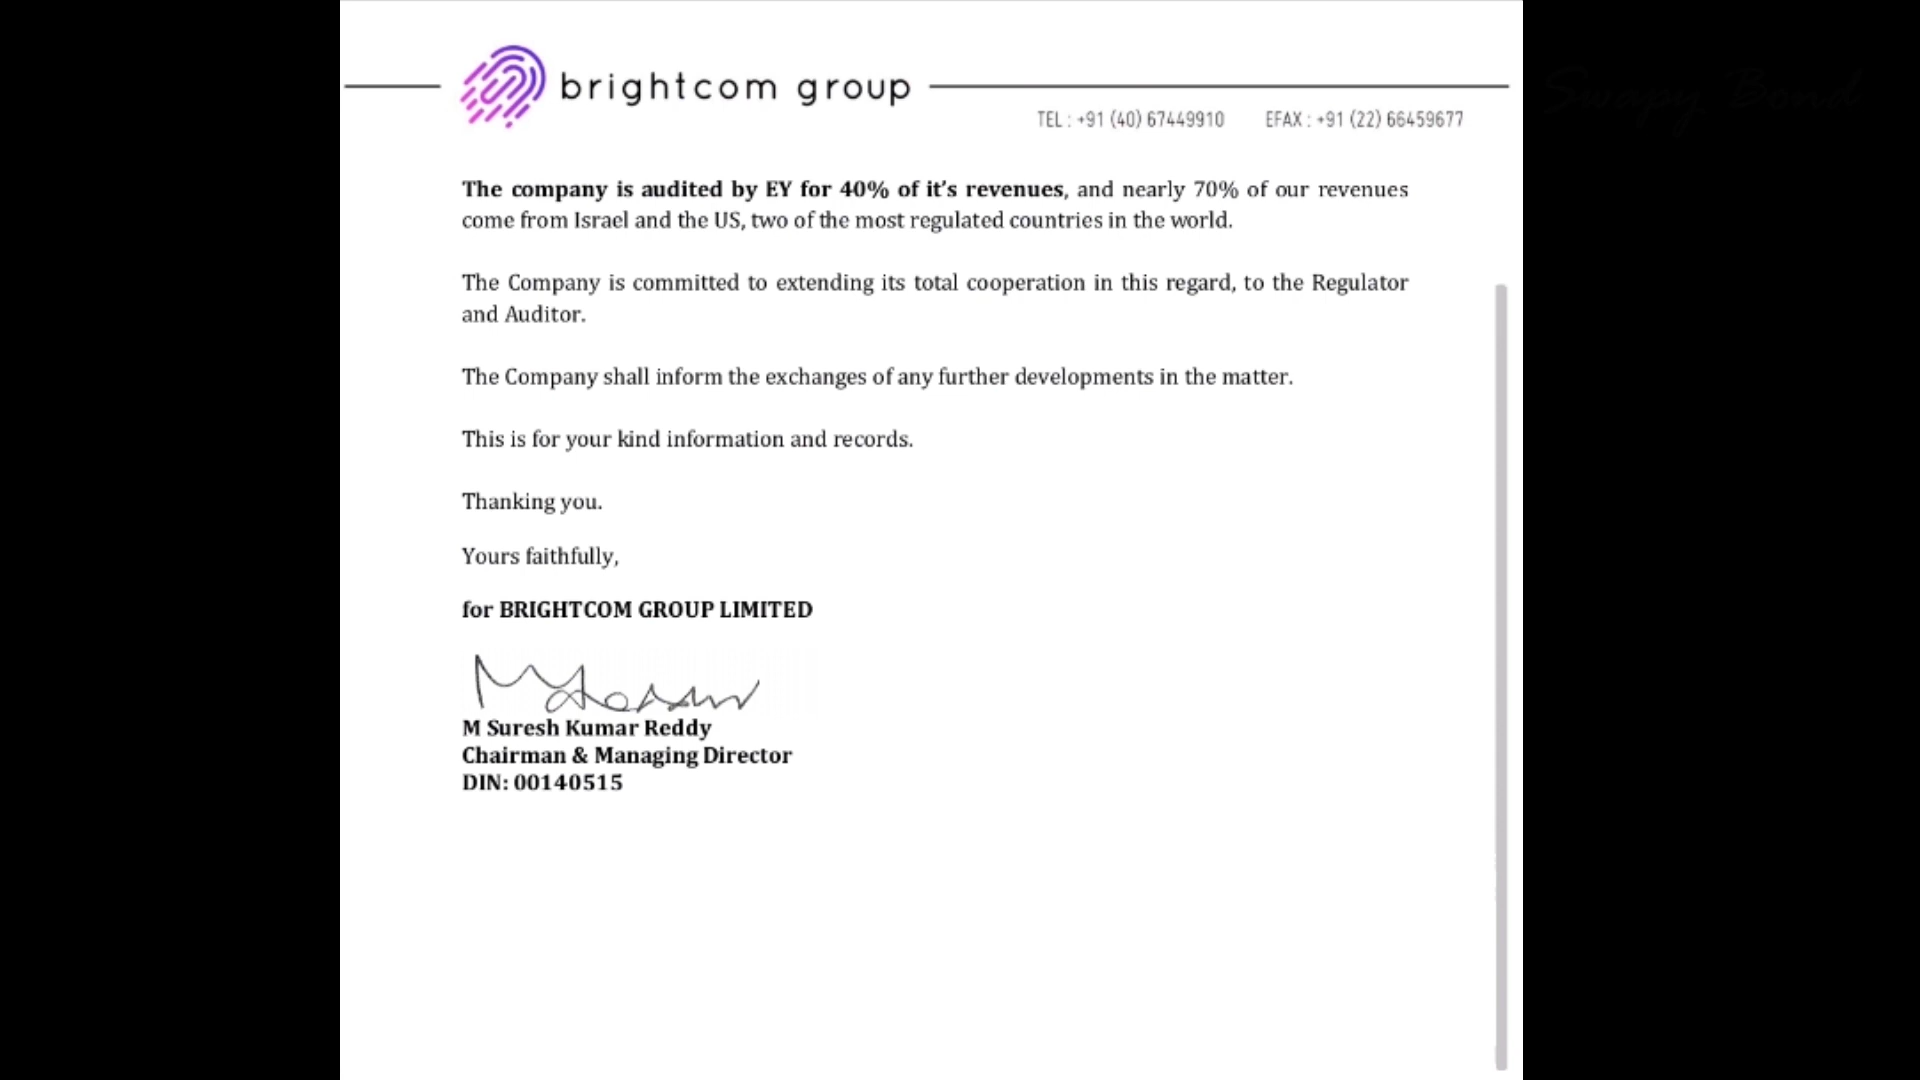 brightcom group
TEL : +91 (40) 67449910 EFAX : +91 (22) 66459677
Swapy Bond
The company is audited by EY for 40% of it's revenues, and nearly 70% of our revenues
come from Israel and the US, two of the most regulated countries in the world.
The Company is committed to extending its total cooperation in this regard, to the Regulator
and Auditor.
The Company shall inform the exchanges of any further developments in the matter.
This is for your kind information and records.
Thanking you.
Yours faithfully,
for BRIGHTCOM GROUP LIMITED
M Suresh Kumar Reddy
Chairman & Managing Director
DIN: 00140515